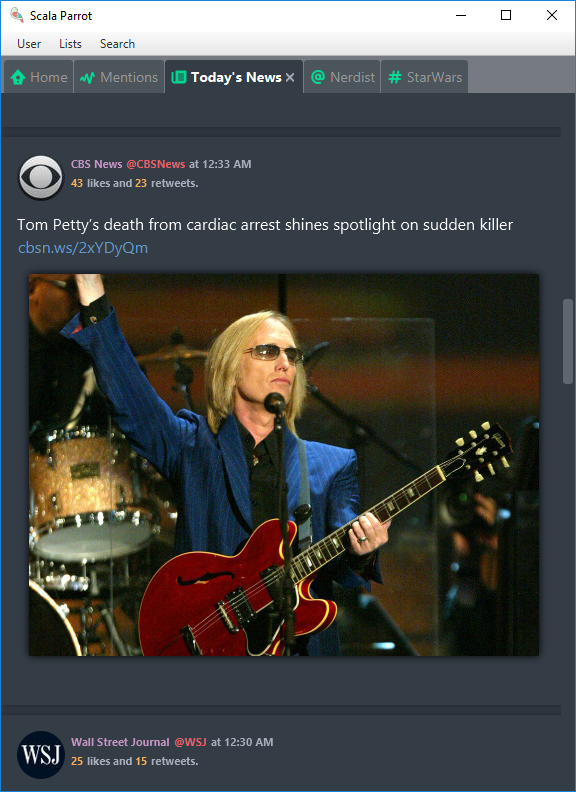 Scala Parrot
User Lists Search
Home Mentions Today's News Nerdist StarWars
CBS News @CBSNews at 12:33 AM
43 likes and 23 retweets.
Tom Petty’s death from cardiac arrest shines spotlight on sudden killer
cbsn.ws/2xYDyQm
WSJ
Wall Street Journal @WSJ at 12:30 AM
25 likes and 15 retweets.